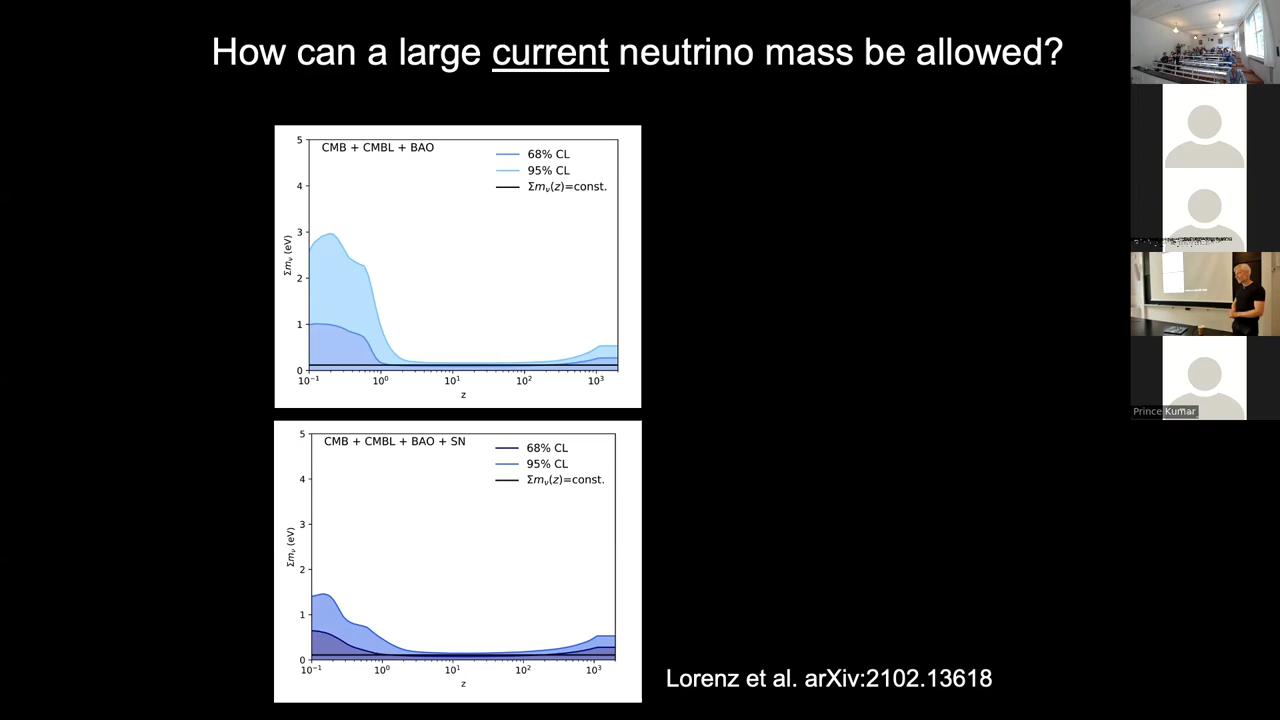 How can a large current neutrino mass be allowed?
CMB + CMBL + BAO
68% CL
95% CL
Σmν(z)=const.
5
4
3
2
1
0
Σmν (eV)
10⁻¹ 10⁰ 10¹ 10² 10³
z
CMB + CMBL + BAO + SN
68% CL
95% CL
Σmν(z)=const.
5
4
3
2
1
0
Σmν (eV)
10⁻¹ 10⁰ 10¹ 10² 10³
z
Lorenz et al. arXiv:2102.13618
Prince Kumar